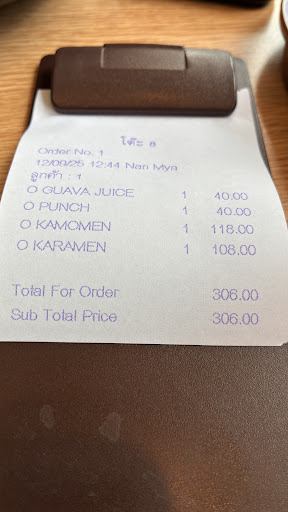 โต๊ะ 8
Order No. 1
12/09/25 12:44 Nan Mya
ลูกค้า : 1
O GUAVA JUICE 1 40.00
O PUNCH 1 40.00
O KAMOMEN 1 118.00
O KARAMEN 1 108.00
Total For Order 306.00
Sub Total Price 306.00